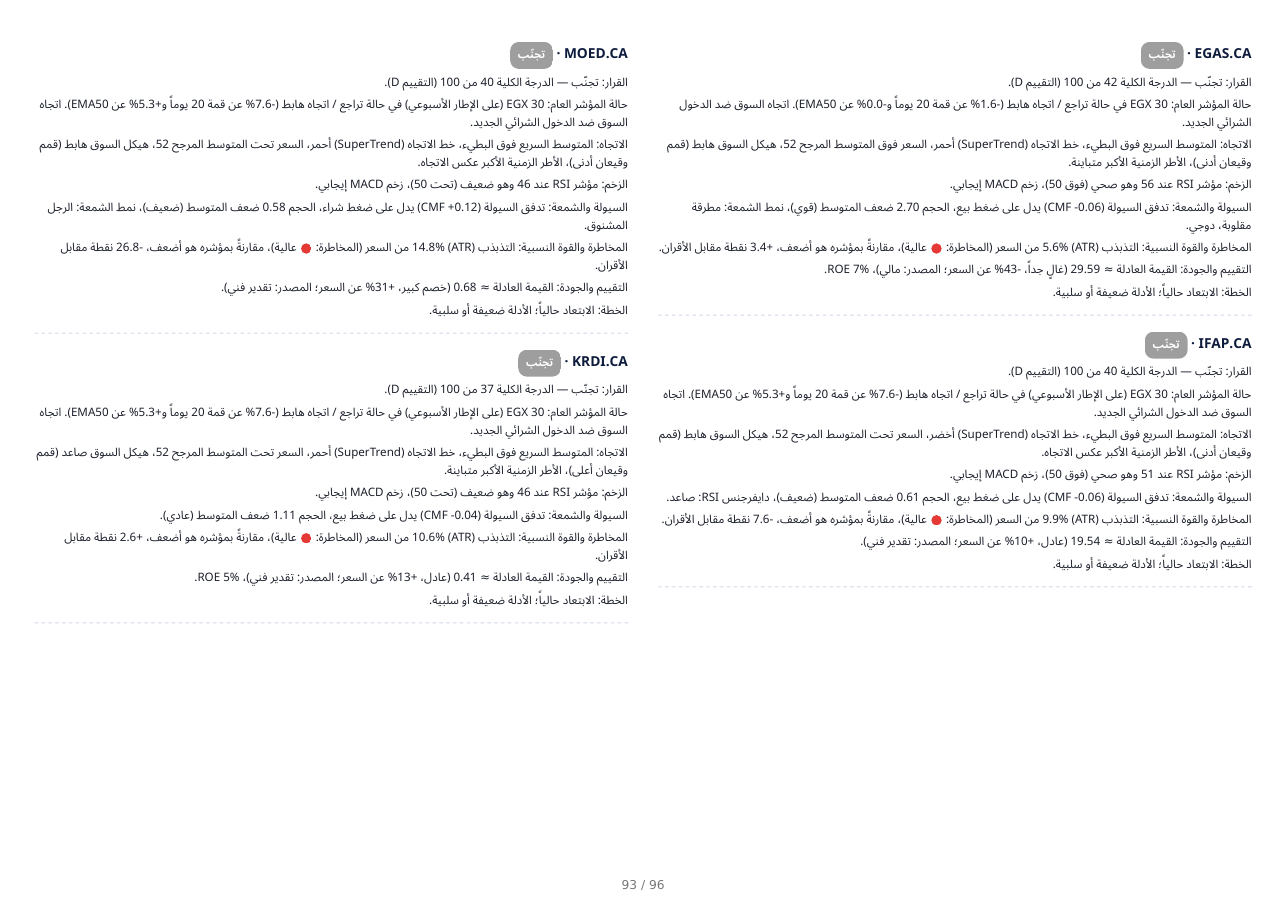 EGAS.CA · تجنّب
القرار: تجنّب — الدرجة الكلية 42 من 100 (التقييم D).
حالة المؤشر العام: EGX 30 في حالة تراجع / اتجاه هابط (-1.6% عن قمة 20 يوماً و-0.0% عن EMA50). اتجاه السوق ضد الدخول
الشرائي الجديد.
الاتجاه: المتوسط السريع فوق البطيء، خط الاتجاه (SuperTrend) أحمر، السعر فوق المتوسط المرجح 52، هيكل السوق هابط (قمم
وقيعان أدنى)، الأطر الزمنية الأكبر متباينة.
الزخم: مؤشر RSI عند 56 وهو صحي (فوق 50)، زخم MACD إيجابي.
السيولة والشمعة: تدفق السيولة (CMF -0.06) يدل على ضغط بيع، الحجم 2.70 ضعف المتوسط (قوي)، نمط الشمعة: مطرقة
مقلوبة، دوجي.
المخاطرة والقوة النسبية: التذبذب (ATR) 5.6% من السعر (المخاطرة: 🔴 عالية)، مقارنةً بمؤشره هو أضعف، +3.4 نقطة مقابل الأقران.
التقييم والجودة: القيمة العادلة ≈ 29.59 (غالٍ جداً، -43% عن السعر؛ المصدر: مالي)، ROE 7%.
الخطة: الابتعاد حالياً؛ الأدلة ضعيفة أو سلبية.
IFAP.CA · تجنّب
القرار: تجنّب — الدرجة الكلية 40 من 100 (التقييم D).
حالة المؤشر العام: EGX 30 (على الإطار الأسبوعي) في حالة تراجع / اتجاه هابط (-7.6% عن قمة 20 يوماً و+5.3% عن EMA50). اتجاه
السوق ضد الدخول الشرائي الجديد.
الاتجاه: المتوسط السريع فوق البطيء، خط الاتجاه (SuperTrend) أخضر، السعر تحت المتوسط المرجح 52، هيكل السوق هابط (قمم
وقيعان أدنى)، الأطر الزمنية الأكبر عكس الاتجاه.
الزخم: مؤشر RSI عند 51 وهو صحي (فوق 50)، زخم MACD إيجابي.
السيولة والشمعة: تدفق السيولة (CMF -0.06) يدل على ضغط بيع، الحجم 0.61 ضعف المتوسط (ضعيف)، دايفرجنس RSI: صاعد.
المخاطرة والقوة النسبية: التذبذب (ATR) 9.9% من السعر (المخاطرة: 🔴 عالية)، مقارنةً بمؤشره هو أضعف، -7.6 نقطة مقابل الأقران.
التقييم والجودة: القيمة العادلة ≈ 19.54 (عادل، +10% عن السعر؛ المصدر: تقدير فني).
الخطة: الابتعاد حالياً؛ الأدلة ضعيفة أو سلبية.
MOED.CA · تجنّب
القرار: تجنّب — الدرجة الكلية 40 من 100 (التقييم D).
حالة المؤشر العام: EGX 30 (على الإطار الأسبوعي) في حالة تراجع / اتجاه هابط (-7.6% عن قمة 20 يوماً و+5.3% عن EMA50). اتجاه
السوق ضد الدخول الشرائي الجديد.
الاتجاه: المتوسط السريع فوق البطيء، خط الاتجاه (SuperTrend) أحمر، السعر تحت المتوسط المرجح 52، هيكل السوق هابط (قمم
وقيعان أدنى)، الأطر الزمنية الأكبر عكس الاتجاه.
الزخم: مؤشر RSI عند 46 وهو ضعيف (تحت 50)، زخم MACD إيجابي.
السيولة والشمعة: تدفق السيولة (CMF +0.12) يدل على ضغط شراء، الحجم 0.58 ضعف المتوسط (ضعيف)، نمط الشمعة: الرجل
المشنوق.
المخاطرة والقوة النسبية: التذبذب (ATR) 14.8% من السعر (المخاطرة: 🔴 عالية)، مقارنةً بمؤشره هو أضعف، -26.8 نقطة مقابل
الأقران.
التقييم والجودة: القيمة العادلة ≈ 0.68 (خصم كبير، +31% عن السعر؛ المصدر: تقدير فني).
الخطة: الابتعاد حالياً؛ الأدلة ضعيفة أو سلبية.
KRDI.CA · تجنّب
القرار: تجنّب — الدرجة الكلية 37 من 100 (التقييم D).
حالة المؤشر العام: EGX 30 (على الإطار الأسبوعي) في حالة تراجع / اتجاه هابط (-7.6% عن قمة 20 يوماً و+5.3% عن EMA50). اتجاه
السوق ضد الدخول الشرائي الجديد.
الاتجاه: المتوسط السريع فوق البطيء، خط الاتجاه (SuperTrend) أحمر، السعر تحت المتوسط المرجح 52، هيكل السوق صاعد (قمم
وقيعان أعلى)، الأطر الزمنية الأكبر متباينة.
الزخم: مؤشر RSI عند 46 وهو ضعيف (تحت 50)، زخم MACD إيجابي.
السيولة والشمعة: تدفق السيولة (CMF -0.04) يدل على ضغط بيع، الحجم 1.11 ضعف المتوسط (عادي).
المخاطرة والقوة النسبية: التذبذب (ATR) 10.6% من السعر (المخاطرة: 🔴 عالية)، مقارنةً بمؤشره هو أضعف، +2.6 نقطة مقابل
الأقران.
التقييم والجودة: القيمة العادلة ≈ 0.41 (عادل، +13% عن السعر؛ المصدر: تقدير فني)، ROE 5%.
الخطة: الابتعاد حالياً؛ الأدلة ضعيفة أو سلبية.
93 / 96